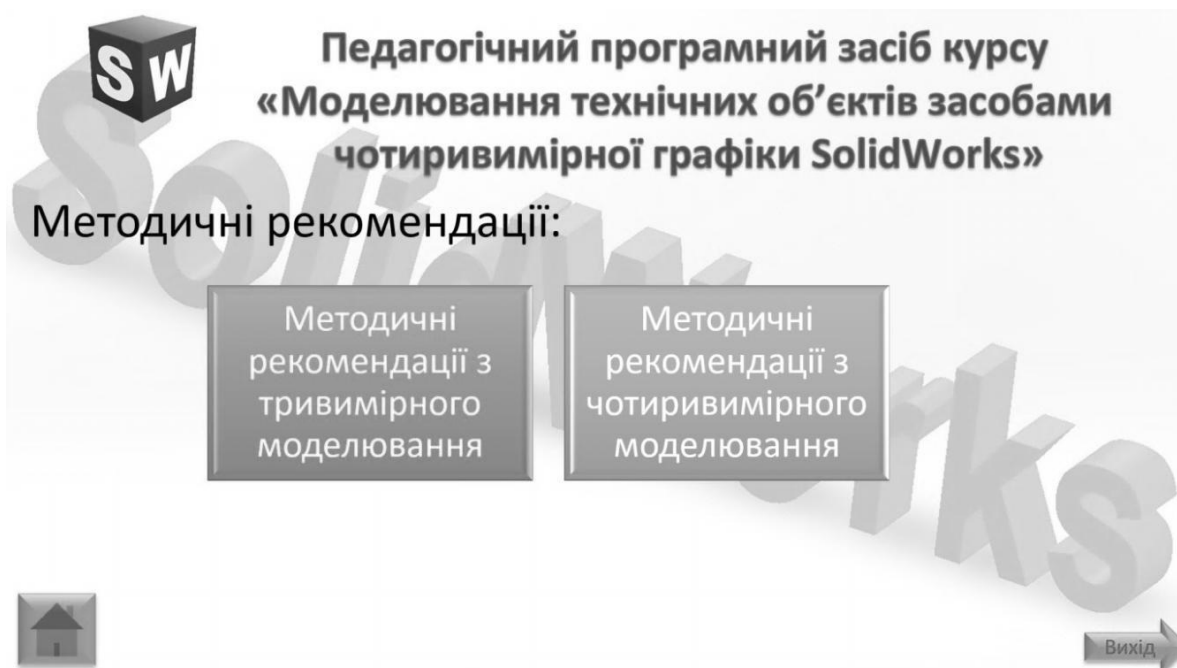 SW
Педагогічний програмний засіб курсу
«Моделювання технічних об’єктів засобами
чотиривимірної графіки SolidWorks»
SolidWorks
Методичні рекомендації:
Методичні
рекомендації з
тривимірного
моделювання
Методичні
рекомендації з
чотиривимірного
моделювання
Вихід